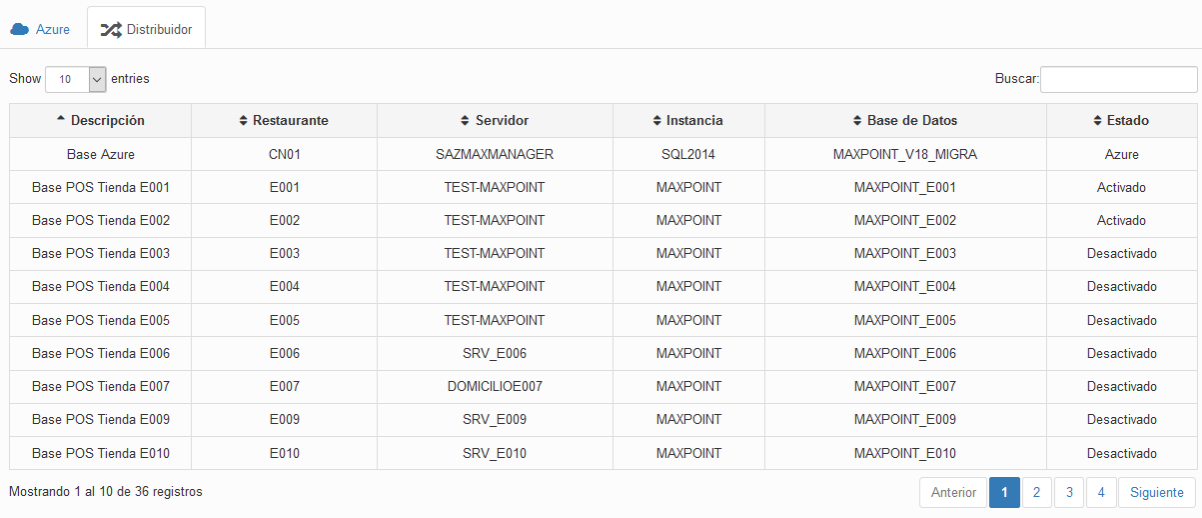 Azure Distribuidor
Show 10 entries Buscar:
Descripción Restaurante Servidor Instancia Base de Datos Estado
Base Azure CN01 SAZMAXMANAGER SQL2014 MAXPOINT_V18_MIGRA Azure
Base POS Tienda E001 E001 TEST-MAXPOINT MAXPOINT MAXPOINT_E001 Activado
Base POS Tienda E002 E002 TEST-MAXPOINT MAXPOINT MAXPOINT_E002 Activado
Base POS Tienda E003 E003 TEST-MAXPOINT MAXPOINT MAXPOINT_E003 Desactivado
Base POS Tienda E004 E004 TEST-MAXPOINT MAXPOINT MAXPOINT_E004 Desactivado
Base POS Tienda E005 E005 TEST-MAXPOINT MAXPOINT MAXPOINT_E005 Desactivado
Base POS Tienda E006 E006 SRV_E006 MAXPOINT MAXPOINT_E006 Desactivado
Base POS Tienda E007 E007 DOMICILIOE007 MAXPOINT MAXPOINT_E007 Desactivado
Base POS Tienda E009 E009 SRV_E009 MAXPOINT MAXPOINT_E009 Desactivado
Base POS Tienda E010 E010 SRV_E010 MAXPOINT MAXPOINT_E010 Desactivado
Mostrando 1 al 10 de 36 registros Anterior 1 2 3 4 Siguiente